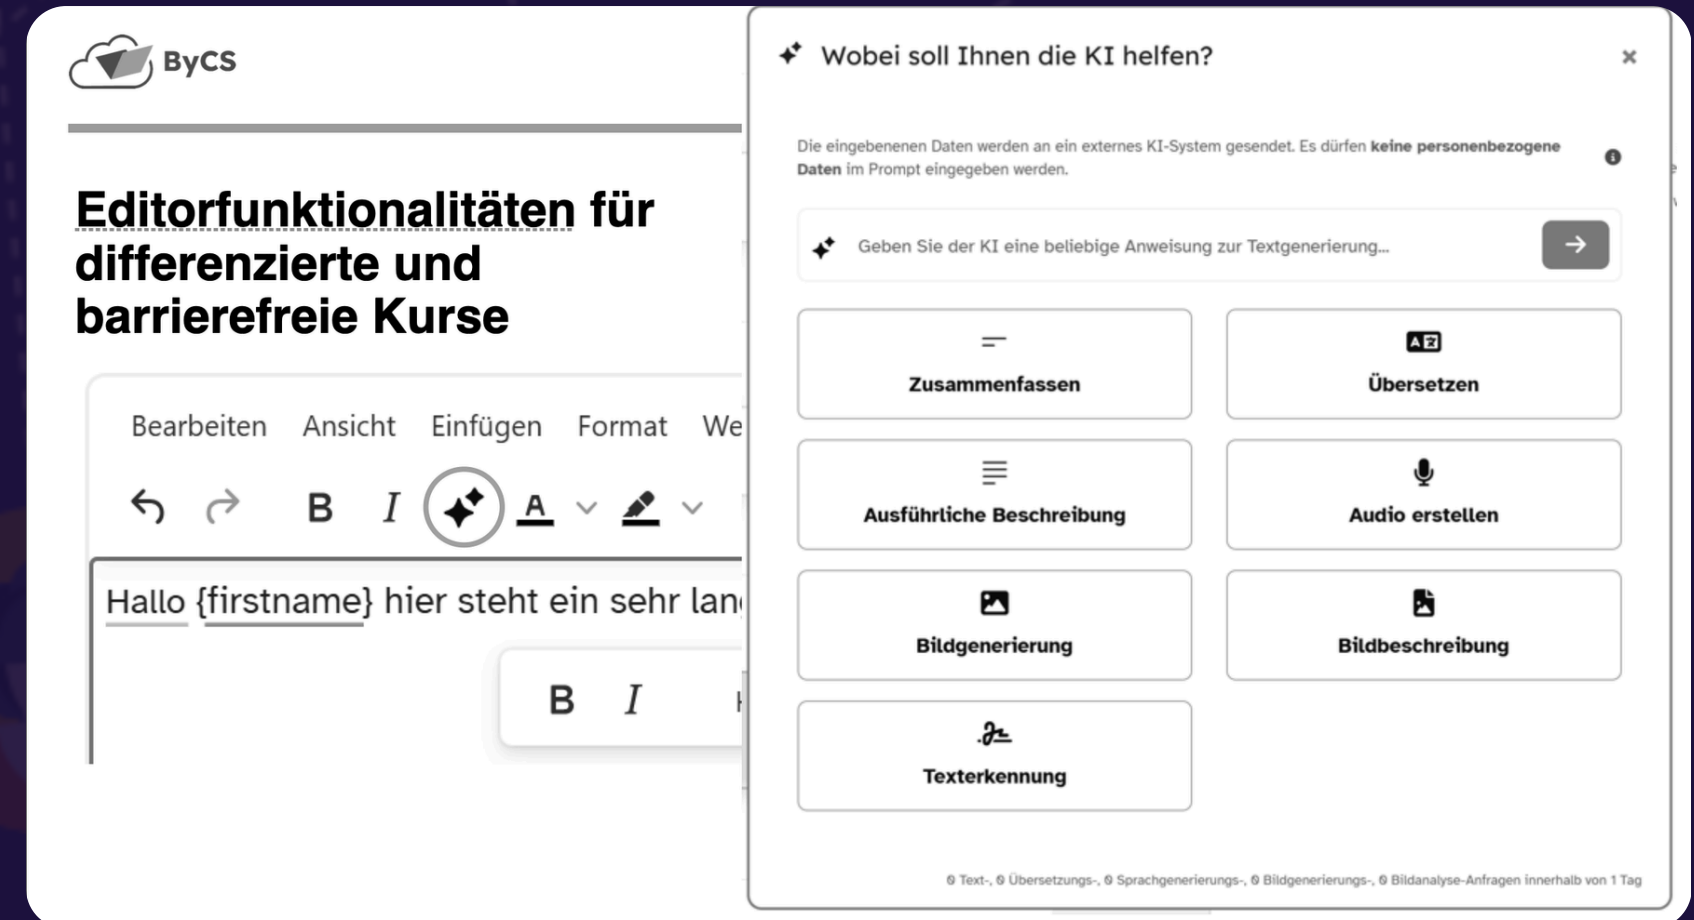 ByCS
Editorfunktionalitäten für
differenzierte und
barrierefreie Kurse
Bearbeiten Ansicht Einfügen Format We
B I A
Hallo {firstname} hier steht ein sehr lan
B I
Wobei soll Ihnen die KI helfen?
Die eingebenenen Daten werden an ein externes KI-System gesendet. Es dürfen keine personenbezogene
Daten im Prompt eingegeben werden.
Geben Sie der KI eine beliebige Anweisung zur Textgenerierung...
Zusammenfassen
Übersetzen
Ausführliche Beschreibung
Audio erstellen
Bildgenerierung
Bildbeschreibung
Texterkennung
0 Text-, 0 Übersetzungs-, 0 Sprachgenerierungs-, 0 Bildgenerierungs-, 0 Bildanalyse-Anfragen innerhalb von 1 Tag